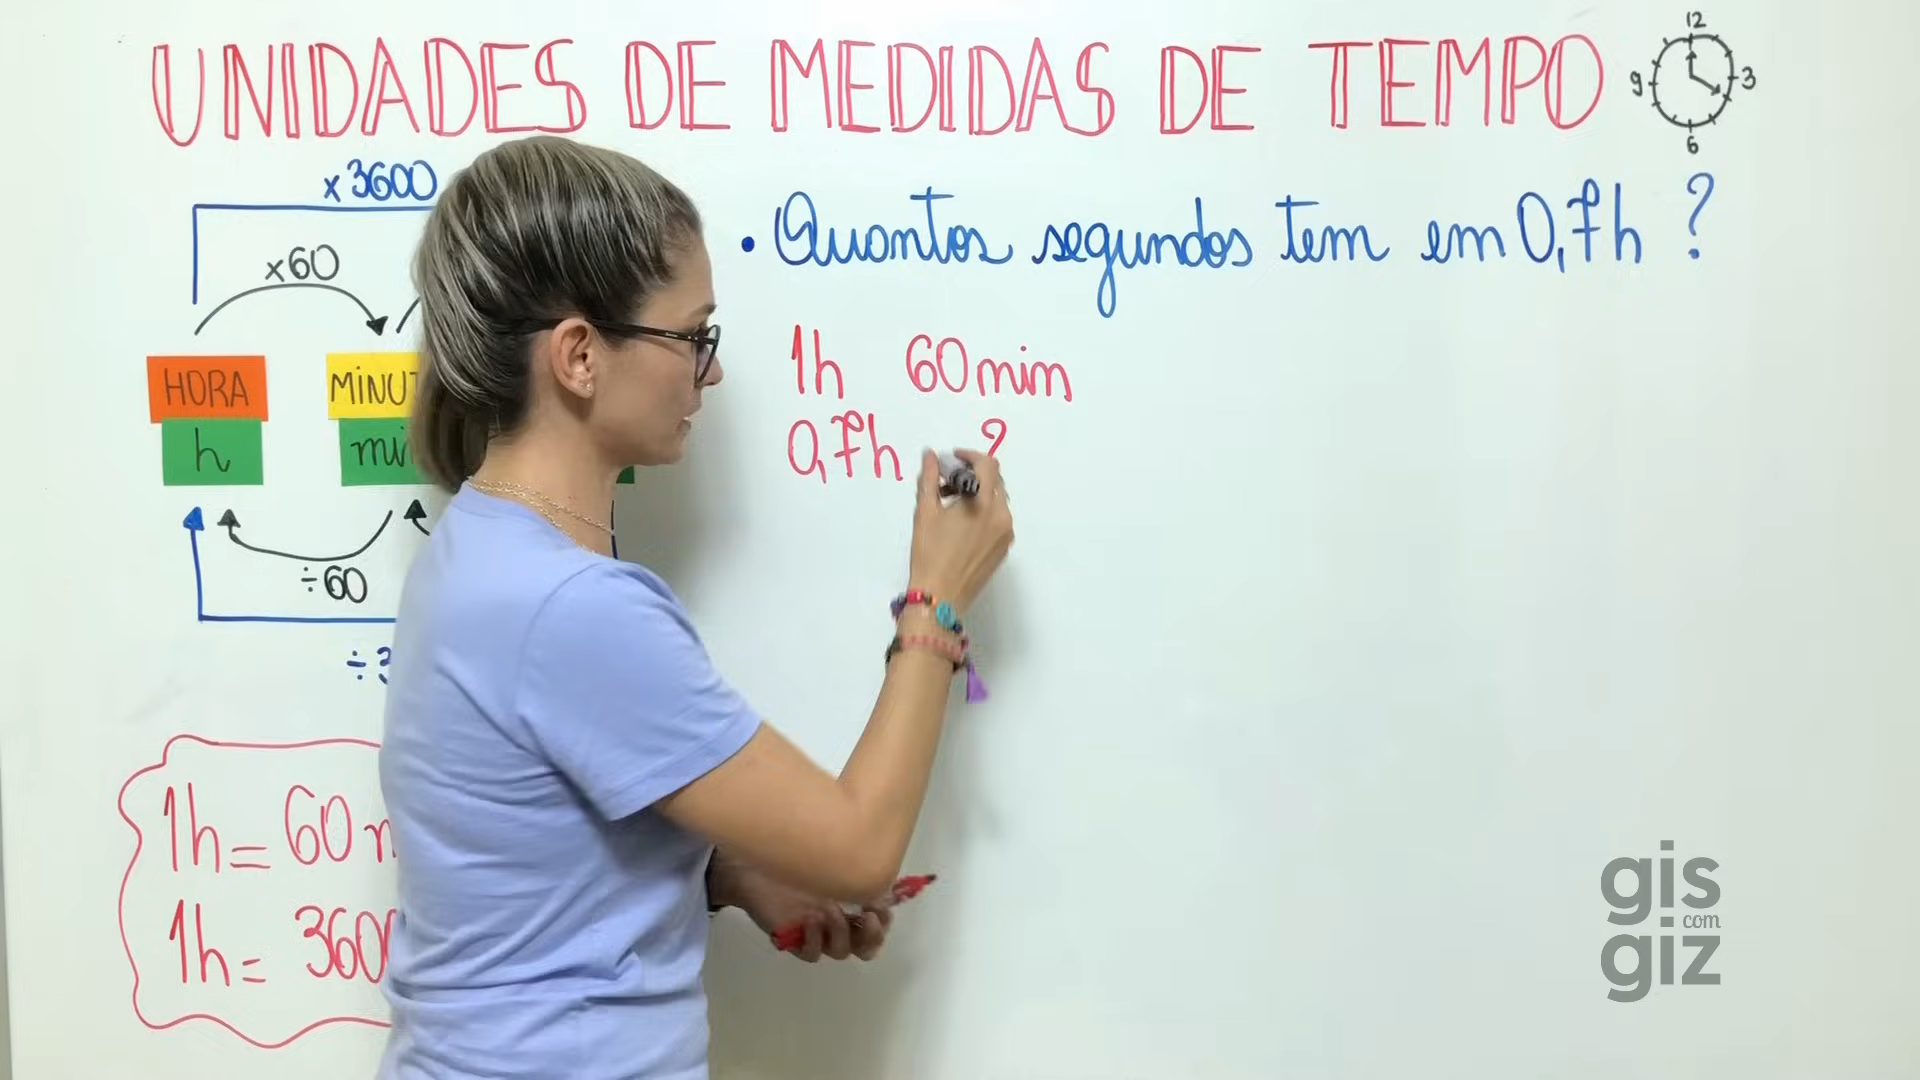 UNIDADES DE MEDIDAS DE TEMPO
12
9
3
6
x3600
x60
HORA
h
÷60
1h = 60
1h =
• Quantos segundos tem em 0,7h ?
1h 60min
0,7h ?
gis
com
giz